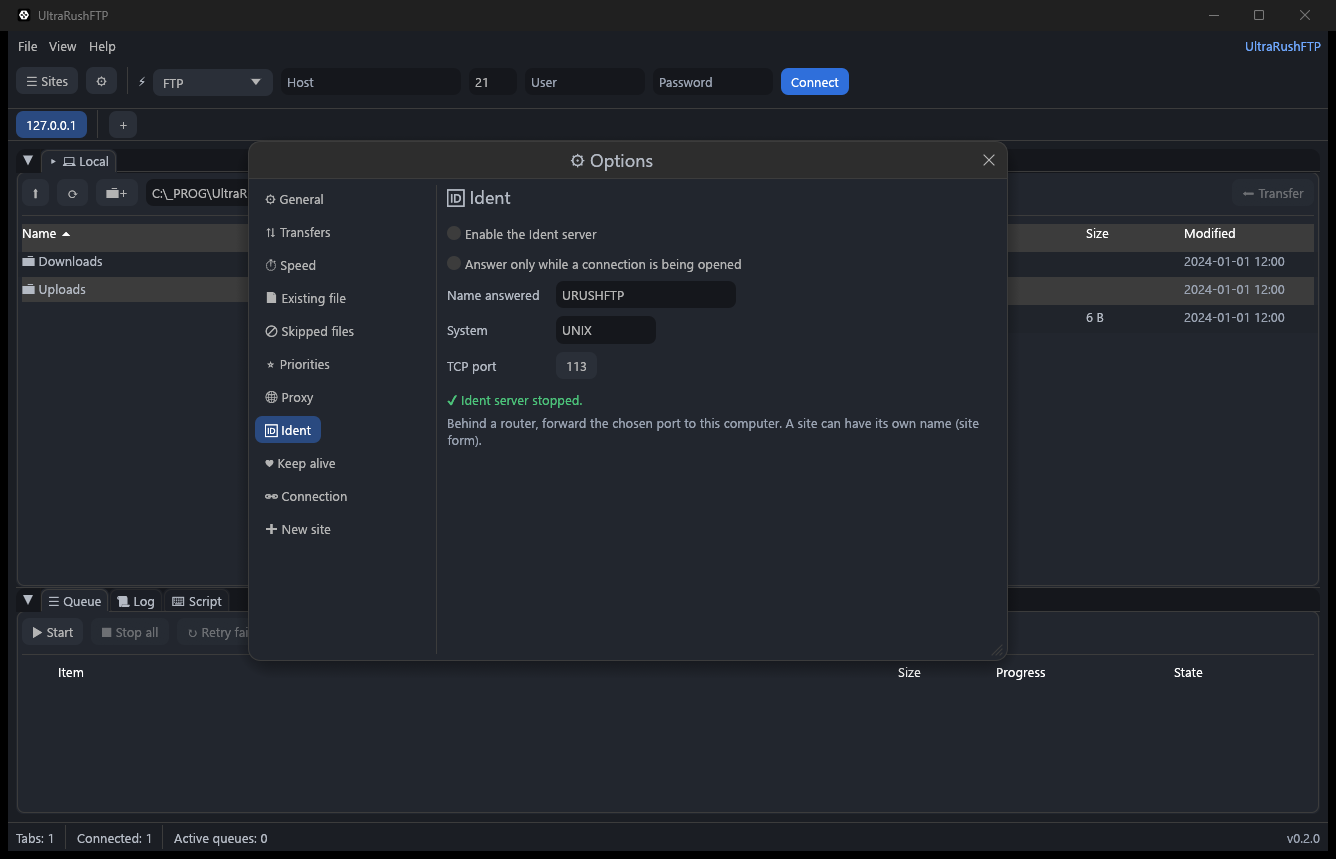 UltraRushFTP
File View Help UltraRushFTP
Sites FTP Host 21 User Password Connect
127.0.0.1 +
Local
C:\_PROG\UltraR
Transfer
Name Size Modified
Downloads 2024-01-01 12:00
Uploads 2024-01-01 12:00
6 B 2024-01-01 12:00
Options
General
Transfers
Speed
Existing file
Skipped files
Priorities
Proxy
Ident
Keep alive
Connection
New site
ID Ident
Enable the Ident server
Answer only while a connection is being opened
Name answered URUSHFTP
System UNIX
TCP port 113
✓ Ident server stopped.
Behind a router, forward the chosen port to this computer. A site can have its own name (site
form).
Queue Log Script
Start Stop all Retry fai
Item Size Progress State
Tabs: 1 Connected: 1 Active queues: 0 v0.2.0